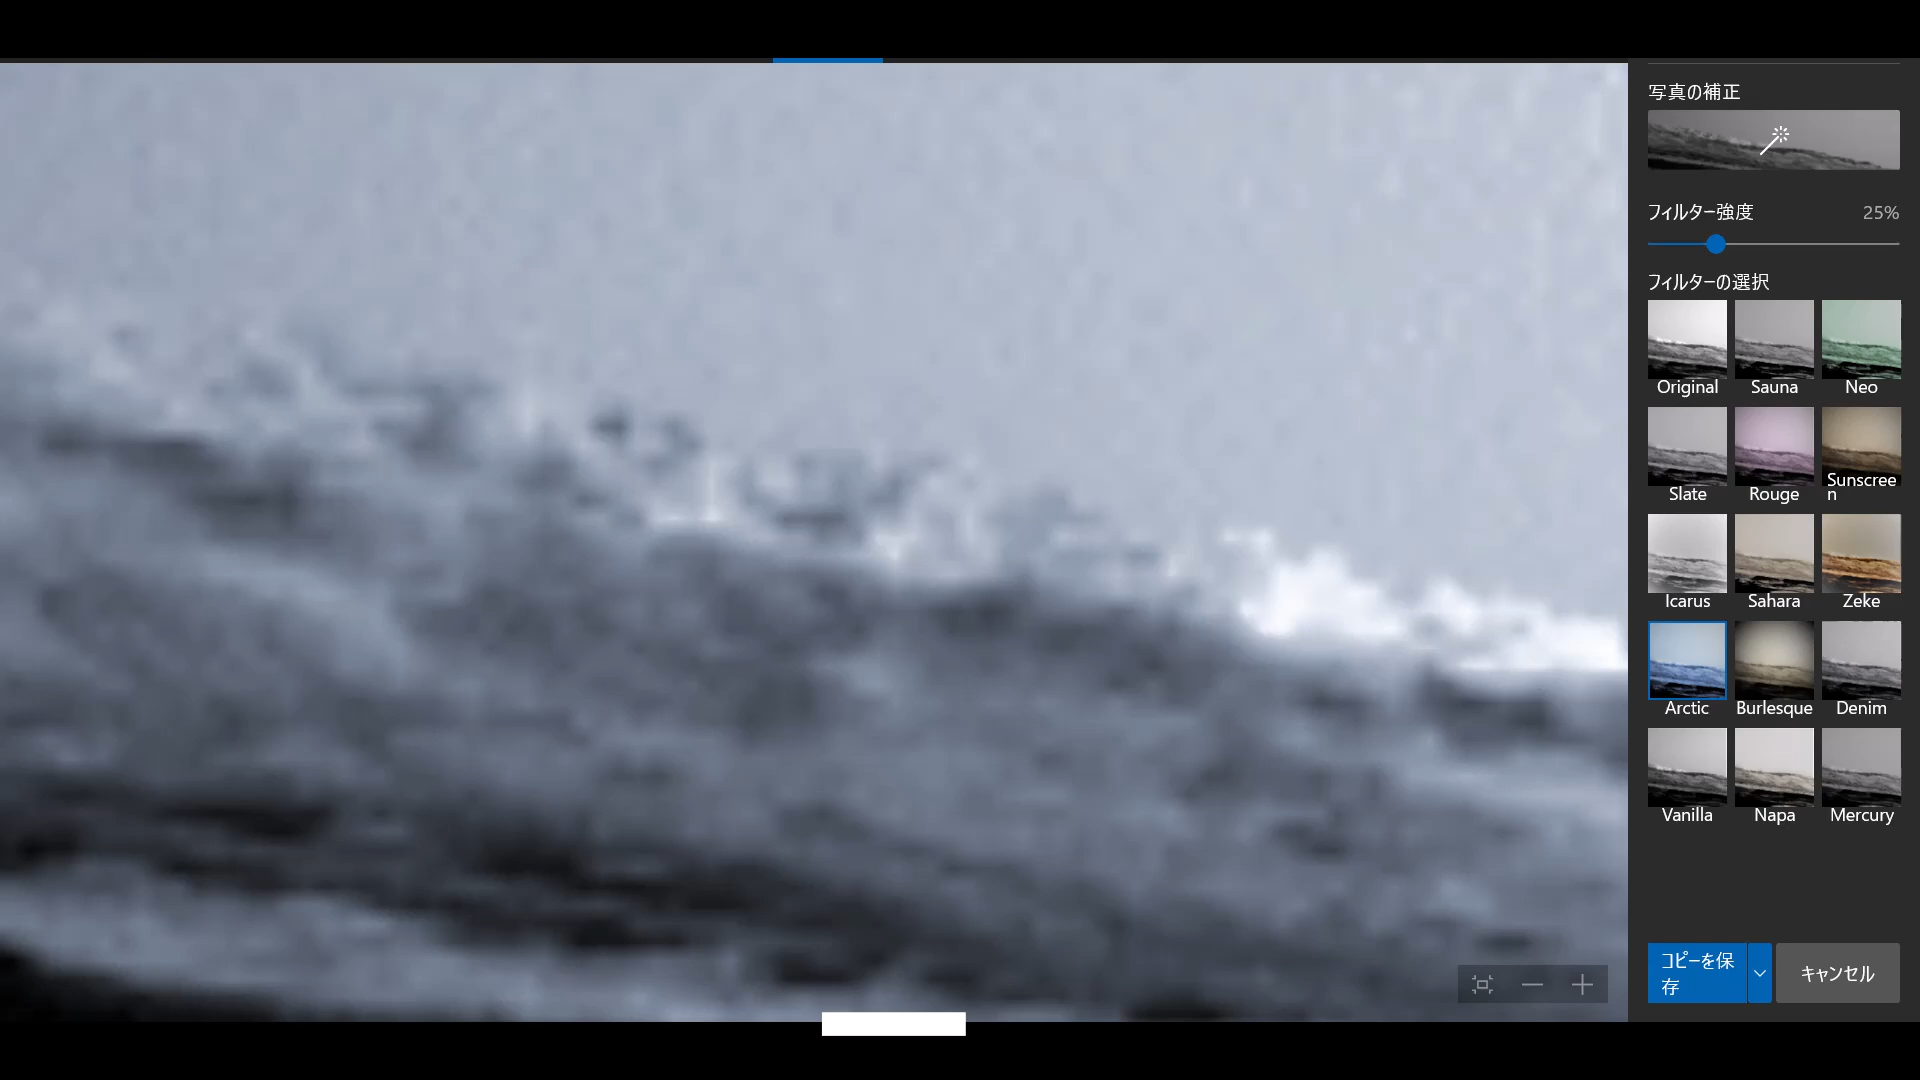 写真の補正
フィルター強度 25%
フィルターの選択
Original Sauna Neo
Slate Rouge Sunscree
n
Icarus Sahara Zeke
Arctic Burlesque Denim
Vanilla Napa Mercury
コピーを保
存
キャンセル